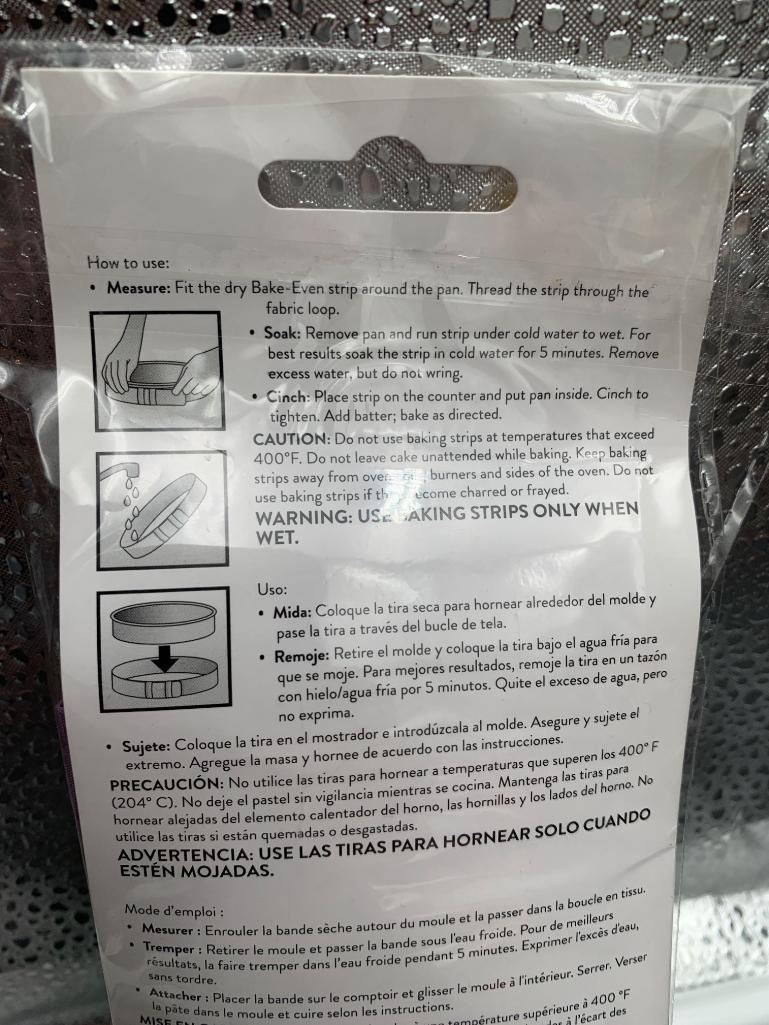 How to use:
• Measure: Fit the dry Bake-Even strip around the pan. Thread the strip through the
fabric loop.
• Soak: Remove pan and run strip under cold water to wet. For
best results soak the strip in cold water for 5 minutes. Remove
excess water, but do not wring.
• Cinch: Place strip on the counter and put pan inside. Cinch to
tighten. Add batter; bake as directed.
CAUTION: Do not use baking strips at temperatures that exceed
400°F. Do not leave cake unattended while baking. Keep baking
strips away from oven burners and sides of the oven. Do not
use baking strips if they become charred or frayed.
WARNING: USE BAKING STRIPS ONLY WHEN
WET.
Uso:
• Mida: Coloque la tira seca para hornear alrededor del molde y
pase la tira a través del bucle de tela.
• Remoje: Retire el molde y coloque la tira bajo el agua fría para
que se moje. Para mejores resultados, remoje la tira en un tazón
con hielo/agua fría por 5 minutos. Quite el exceso de agua, pero
no exprima.
• Sujete: Coloque la tira en el mostrador e introdúzcala al molde. Asegure y sujete el
extremo. Agregue la masa y hornee de acuerdo con las instrucciones.
PRECAUCIÓN: No utilice las tiras para hornear a temperaturas que superen los 400° F
(204° C). No deje el pastel sin vigilancia mientras se cocina. Mantenga las tiras para
hornear alejadas del elemento calentador del horno, las hornillas y los lados del horno. No
utilice las tiras si están quemadas o desgastadas.
ADVERTENCIA: USE LAS TIRAS PARA HORNEAR SOLO CUANDO
ESTÉN MOJADAS.
Mode d'emploi :
• Mesurer : Enrouler la bande sèche autour du moule et la passer dans la boucle en tissu.
• Tremper : Retirer le moule et passer la bande sous l'eau froide. Pour de meilleurs
résultats, la faire tremper dans l'eau froide pendant 5 minutes. Exprimer l'excès d'eau,
sans tordre.
• Attacher : Placer la bande sur le comptoir et glisser le moule à l'intérieur. Serrer. Verser
la pâte dans le moule et cuire selon les instructions.
MISE EN température supérieure à 400 °F
à l'écart des